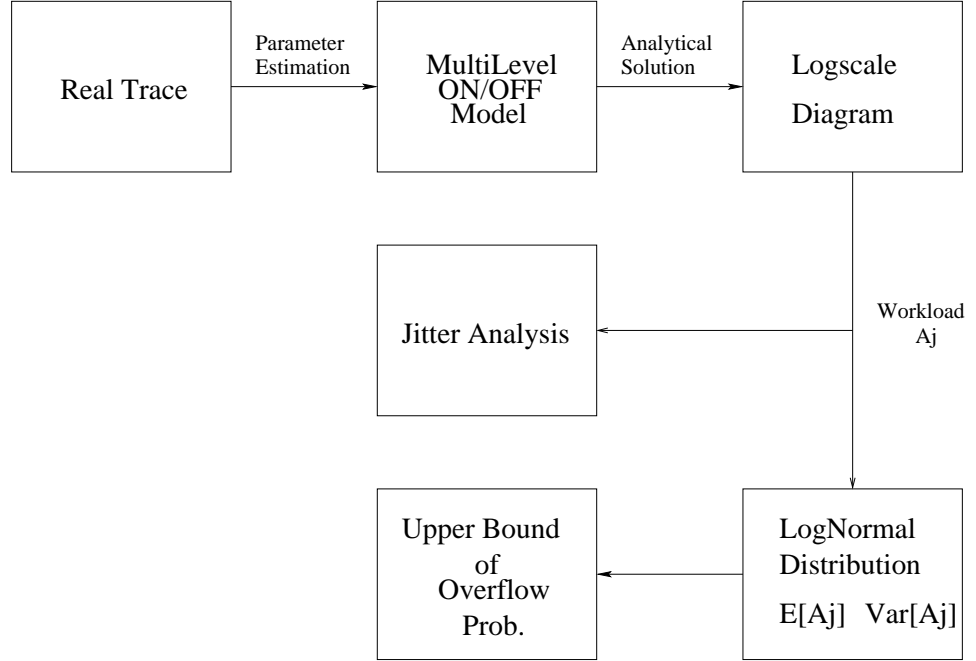 Real Trace
Parameter
Estimation
MultiLevel
ON/OFF
Model
Analytical
Solution
Logscale
Diagram
Jitter Analysis
Workload
Aj
Upper Bound
of
Overflow
Prob.
LogNormal
Distribution
E[Aj] Var[Aj]